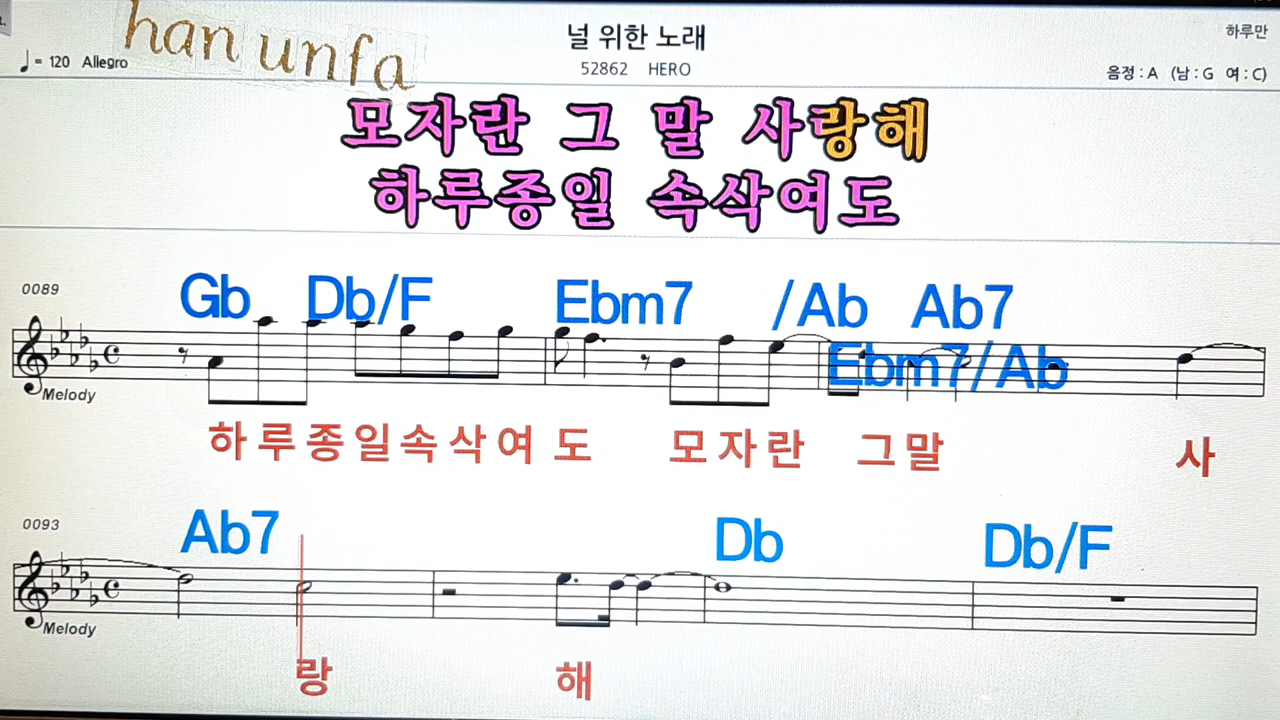 han unfa
널 위한 노래
하루만
♩ = 120 Allegro
52862 HERO
음정 : A (남 : G 여 : C)
모자란 그 말 사랑해
하루종일 속삭여도
0089
Gb Db/F Ebm7 /Ab Ab7
Ebm7/Ab
Melody
하루종일속삭여도 모자란 그말 사
0093
Ab7 Db Db/F
Melody
랑 해